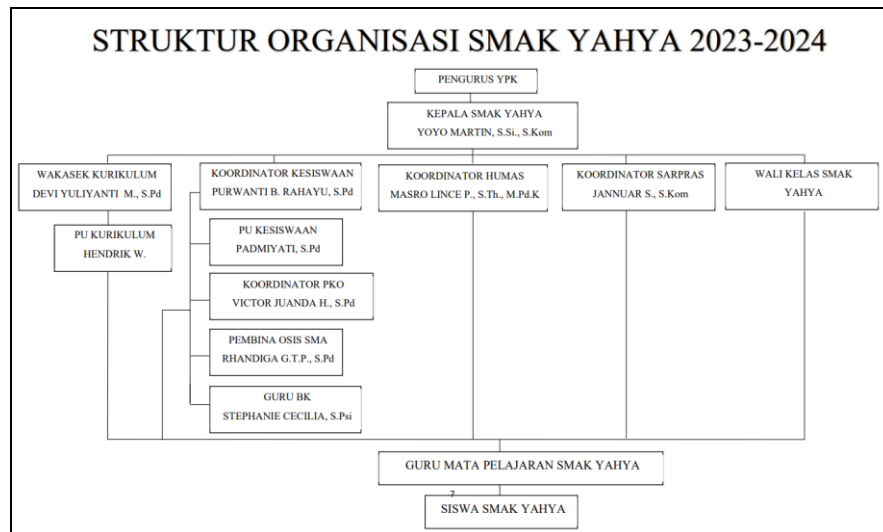 STRUKTUR ORGANISASI SMAK YAHYA 2023-2024
PENGURUS YPK
KEPALA SMAK YAHYA
YOYO MARTIN, S.Si., S.Kom
WAKASEK KURIKULUM
DEVI YULIYANTI M., S.Pd
KOORDINATOR KESISWAAN
PURWANTI B. RAHAYU, S.Pd
KOORDINATOR HUMAS
MASRO LINCE P., S.Th., M.Pd.K
KOORDINATOR SARPRAS
JANNUAR S., S.Kom
WALI KELAS SMAK
YAHYA
PU KURIKULUM
HENDRIK W.
PU KESISWAAN
PADMIYATI, S.Pd
KOORDINATOR PKO
VICTOR JUANDA H., S.Pd
PEMBINA OSIS SMA
RHANDIGA G.T.P., S.Pd
GURU BK
STEPHANIE CECILIA, S.Psi
GURU MATA PELAJARAN SMAK YAHYA
7
SISWA SMAK YAHYA